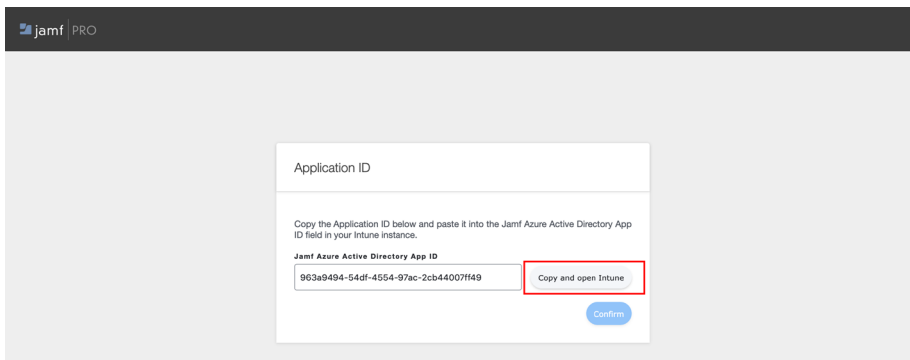 jamf PRO
Application ID
Copy the Application ID below and paste it into the Jamf Azure Active Directory App
ID field in your Intune instance.
Jamf Azure Active Directory App ID
963a9494-54df-4554-97ac-2cb44007ff49
Copy and open Intune
Confirm